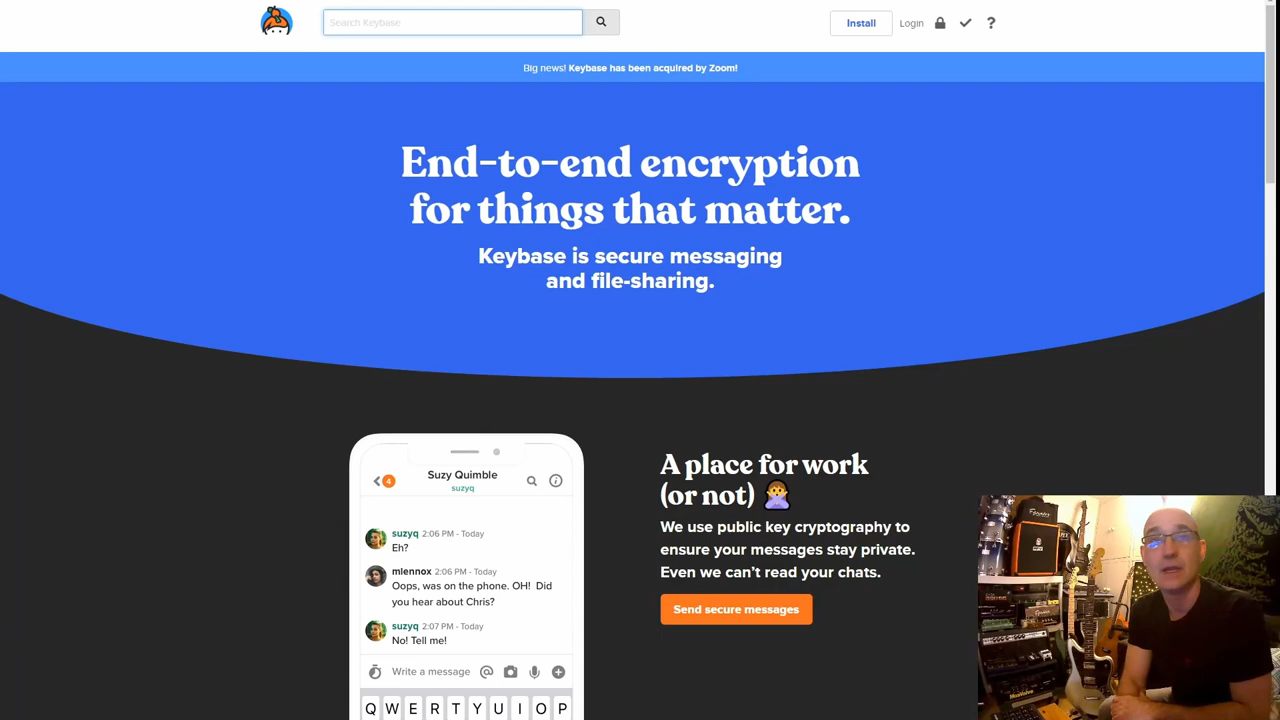 Search Keybase
Install
Login
?
Big news! Keybase has been acquired by Zoom!
End-to-end encryption
for things that matter.
Keybase is secure messaging
and file-sharing.
4
Suzy Quimble
suzyq
suzyq 2:06 PM - Today
Eh?
mlennox 2:06 PM - Today
Oops, was on the phone. OH! Did
you hear about Chris?
suzyq 2:07 PM - Today
No! Tell me!
Write a message
Q W E R T Y U I O P
A place for work
(or not)
We use public key cryptography to
ensure your messages stay private.
Even we can't read your chats.
Send secure messages